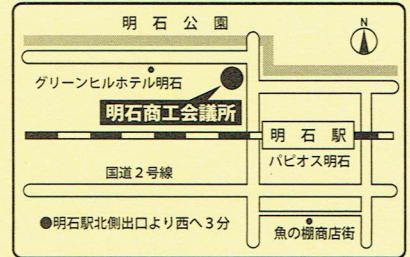 明石公園
N
グリーンヒルホテル明石
明石商工会議所
明石駅
パピオス明石
国道2号線
●明石駅北側出口より西へ3分
魚の棚商店街